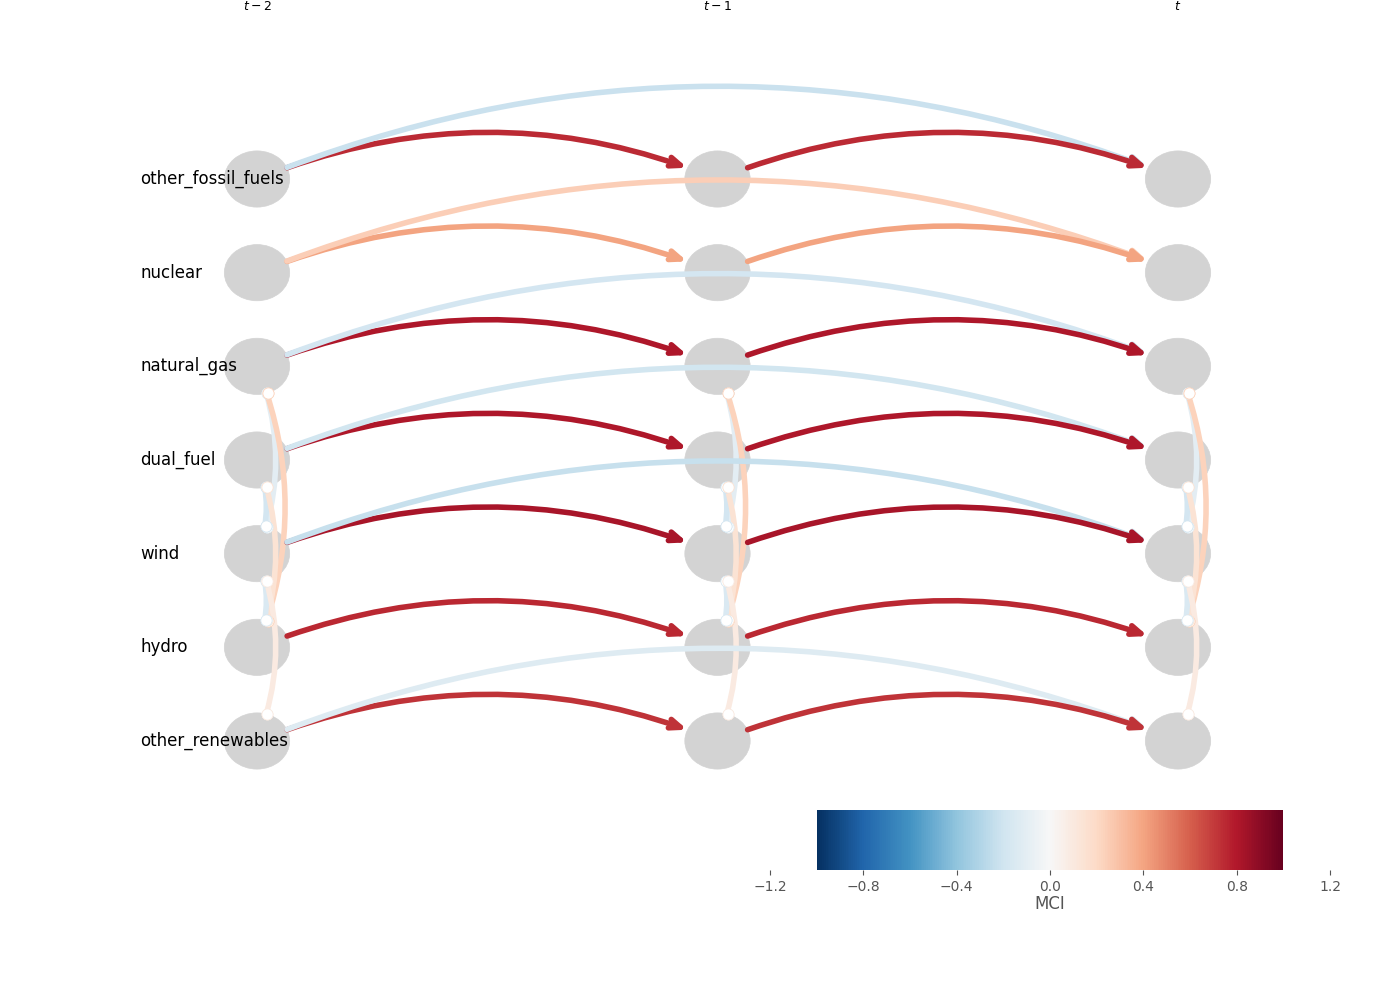 t − 2 t − 1 t
other_fossil_fuels
nuclear
natural_gas
dual_fuel
wind
hydro
other_renewables
−1.2 −0.8 −0.4 0.0 0.4 0.8 1.2
MCI